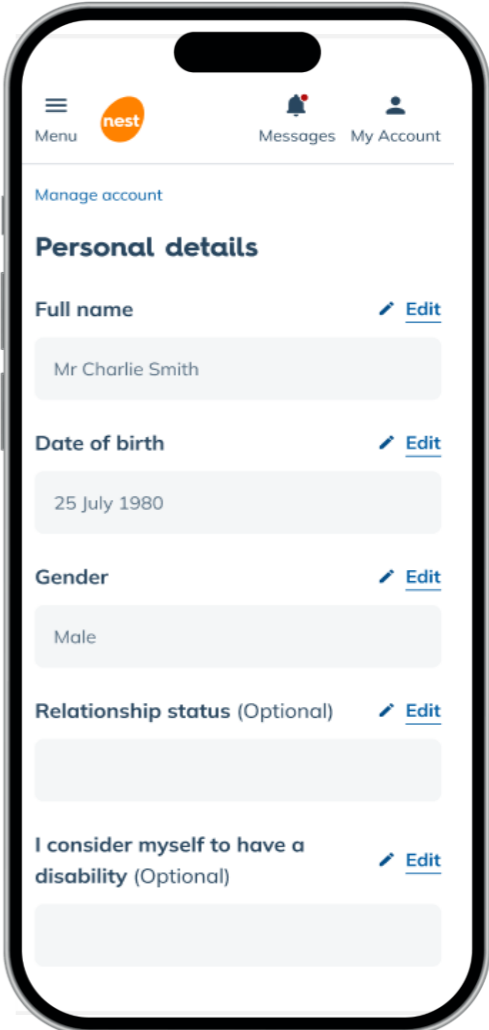 nest
Menu
Messages
My Account
Manage account
Personal details
Full name
Edit
Mr Charlie Smith
Date of birth
Edit
25 July 1980
Gender
Edit
Male
Relationship status (Optional)
Edit
I consider myself to have a
disability (Optional)
Edit